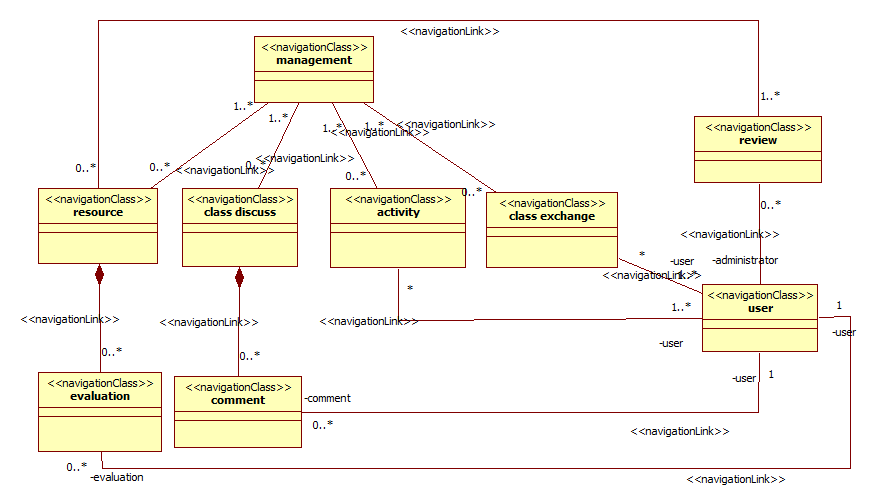 <<navigationLink>>
<<navigationClass>>
management
1..*
1..*
1..*
1..*
<<navigationLink>>
<<navigationLink>>
1..*
<<navigationClass>>
review
0..*
0..*
<<navigationLink>>
0..*
<<navigationLink>>
0..*
0..*
<<navigationClass>>
resource
<<navigationClass>>
class discuss
<<navigationClass>>
activity
<<navigationClass>>
class exchange
0..*
<<navigationLink>>
*
-user
-administrator
<<navigationLink>>
1..*
*
<<navigationClass>>
user
1..*
1
-user
<<navigationLink>>
<<navigationLink>>
<<navigationLink>>
-user
0..*
0..*
-user
1
<<navigationClass>>
evaluation
<<navigationClass>>
comment
-comment
0..*
<<navigationLink>>
0..*
-evaluation
<<navigationLink>>